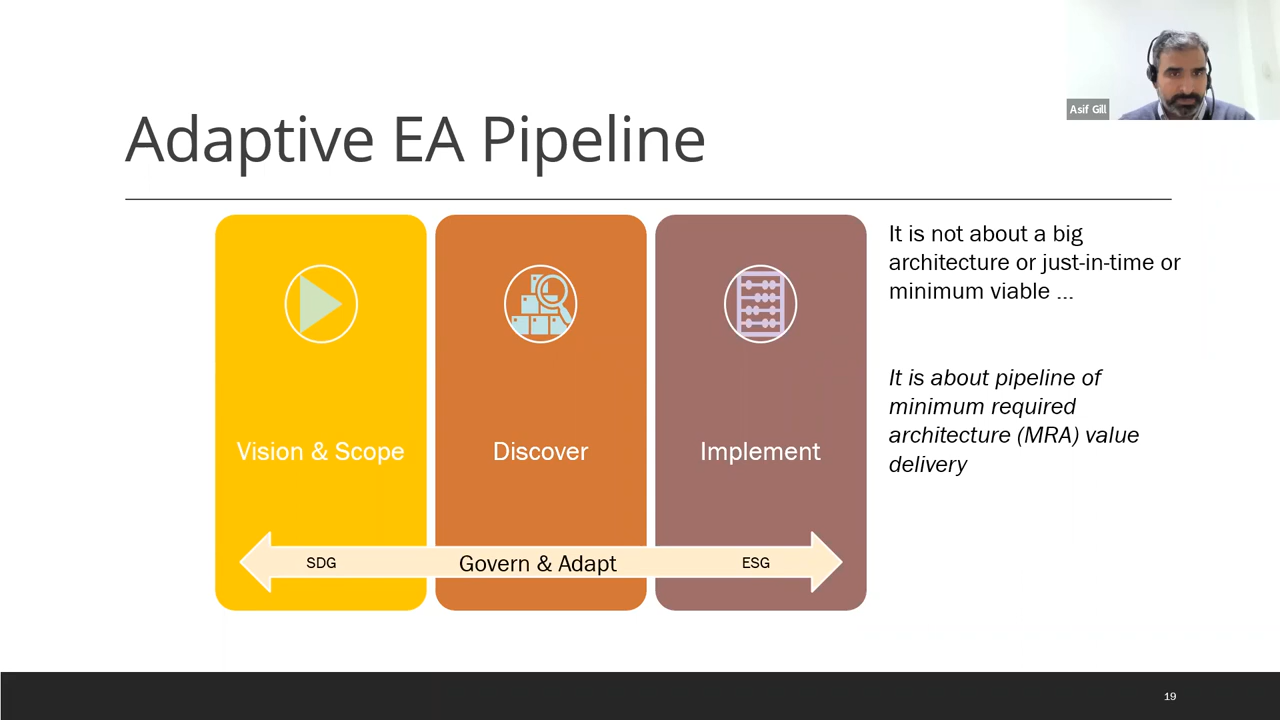 Asif Gill
Adaptive EA Pipeline
Vision & Scope
Discover
Implement
SDG
Govern & Adapt
ESG
It is not about a big
architecture or just-in-time or
minimum viable ...
It is about pipeline of
minimum required
architecture (MRA) value
delivery
19